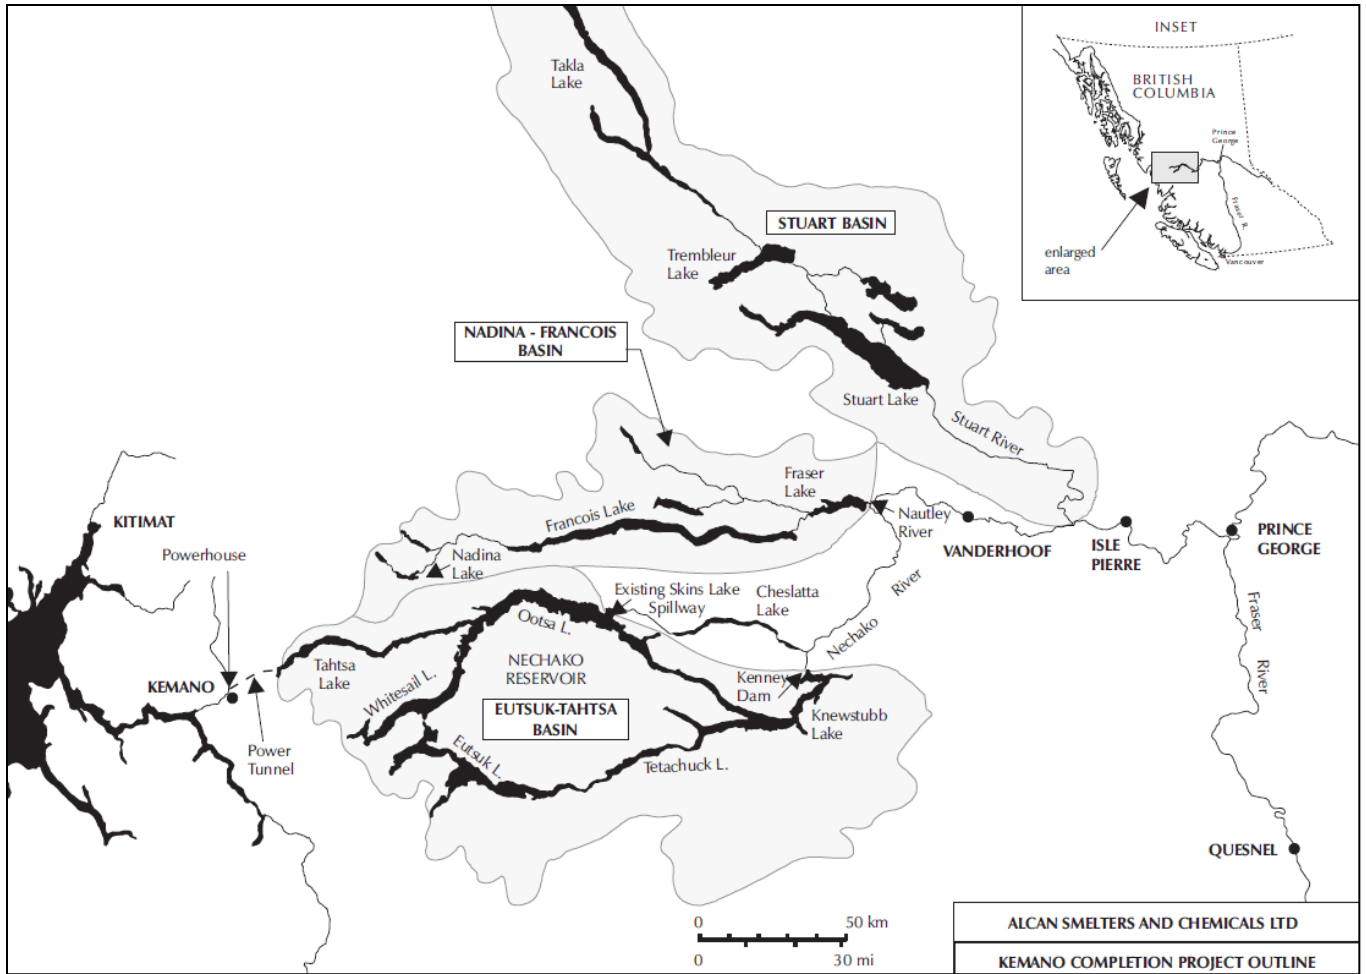 INSET
BRITISH
COLUMBIA
Prince
George
Fraser R.
Vancouver
enlarged
area
Takla
Lake
STUART BASIN
Trembleur
Lake
NADINA - FRANCOIS
BASIN
Stuart Lake
Stuart River
Fraser
Lake
Francois Lake
Nautley
River
KITIMAT
Powerhouse
Nadina
Lake
VANDERHOOF
ISLE
PIERRE
PRINCE
GEORGE
Existing Skins Lake
Spillway
Cheslatta
Lake
Ootsa L.
Nechako River
Fraser River
Tahtsa
Lake
NECHAKO
RESERVOIR
Whitesail L.
Kenney
Dam
KEMANO
EUTSUK-TAHTSA
BASIN
Knewstubb
Lake
Power
Tunnel
Eutsuk L.
Tetachuck L.
QUESNEL
0 50 km
0 30 mi
ALCAN SMELTERS AND CHEMICALS LTD
KEMANO COMPLETION PROJECT OUTLINE